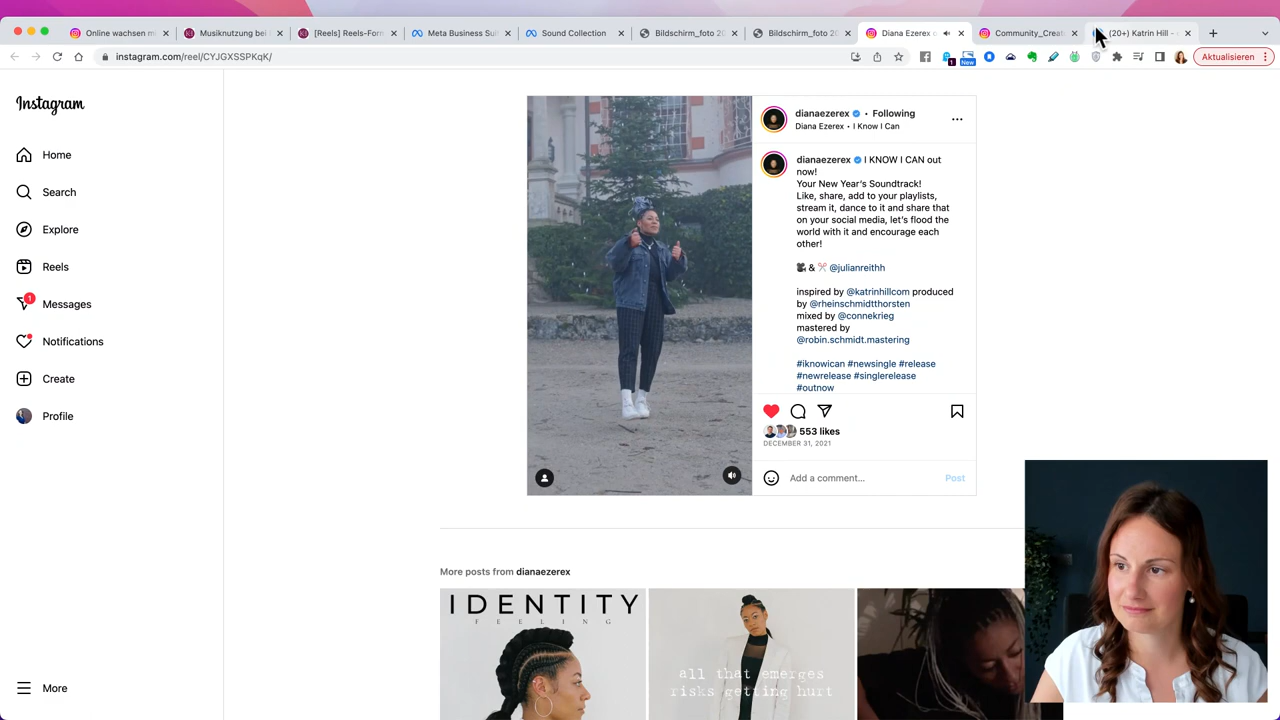 Online wachsen m
Musiknutzung bei
[Reels] Reels-Form
Meta Business Sui
Sound Collection
Bildschirm_foto 20
Bildschirm_foto 20
Diana Ezerex o
Community_Creat
(20+) Katrin Hill -
instagram.com/reel/CYJGXSSPKqK/
1
New
Aktualisieren
Instagram
Home
Search
Explore
Reels
1
Messages
Notifications
Create
Profile
More
dianaezerex • Following
Diana Ezerex • I Know I Can
dianaezerex I KNOW I CAN out
now!
Your New Year's Soundtrack!
Like, share, add to your playlists,
stream it, dance to it and share that
on your social media, let's flood the
world with it and encourage each
other!
& @julianreithh
inspired by @katrinhillcom produced
by @rheinschmidtthorsten
mixed by @connekrieg
mastered by
@robin.schmidt.mastering
#iknowican #newsingle #release
#newrelease #singlerelease
#outnow
553 likes
DECEMBER 31, 2021
Add a comment...
Post
More posts from dianaezerex
IDENTITY
FEELING
all that emerges
risks getting hurt